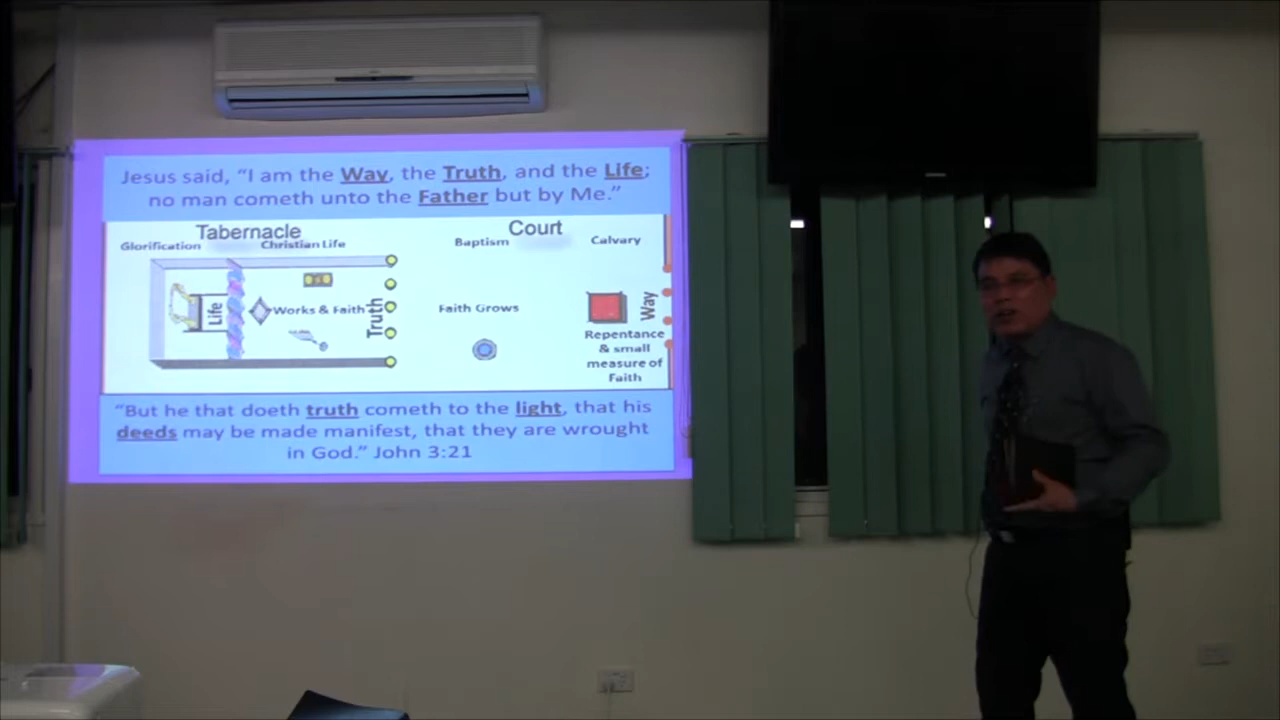 Jesus said, “I am the Way, the Truth, and the Life;
no man cometh unto the Father but by Me.”
Tabernacle Court
Glorification Christian Life Baptism Calvary
Life
Works & Faith
Truth
Faith Grows
Way
Repentance
& small
measure of
Faith
“But he that doeth truth cometh to the light, that his
deeds may be made manifest, that they are wrought
in God.” John 3:21